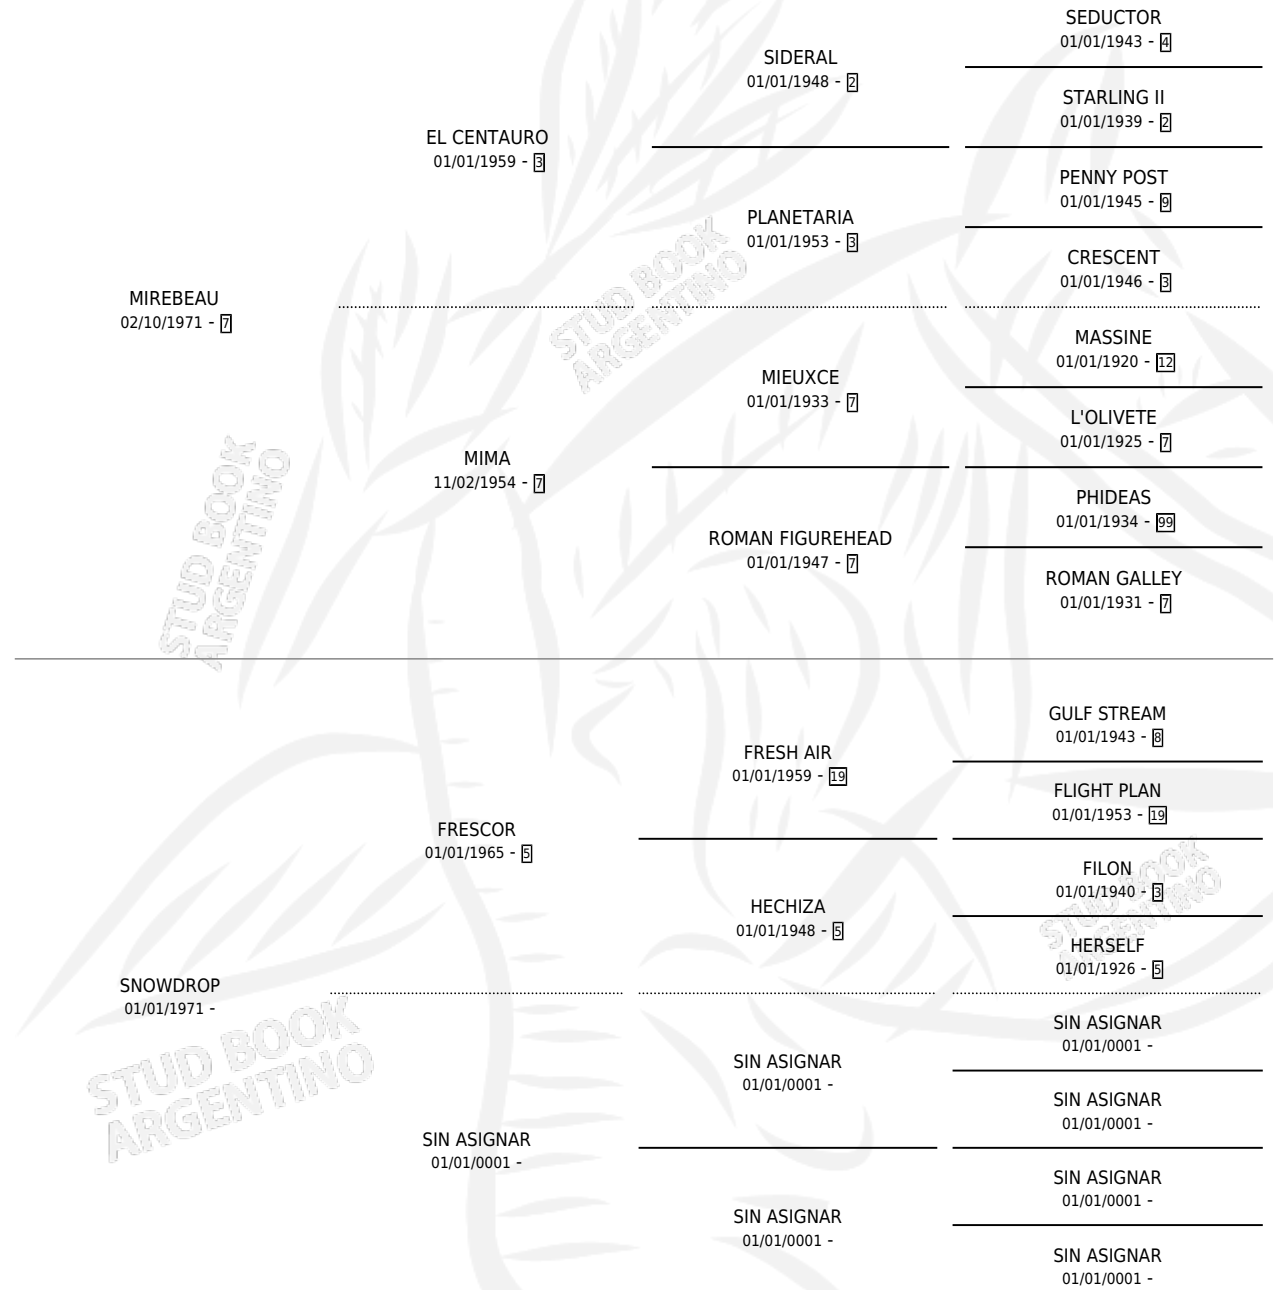 SEDUCTOR
01/01/1943 - 4
SIDERAL
01/01/1948 - 2
STARLING II
01/01/1939 - 2
EL CENTAURO
01/01/1959 - 3
PENNY POST
01/01/1945 - 9
PLANETARIA
01/01/1953 - 3
CRESCENT
01/01/1946 - 3
MIREBEAU
02/10/1971 - 7
MASSINE
01/01/1920 - 12
MIEUXCE
01/01/1933 - 7
L'OLIVETE
01/01/1925 - 7
MIMA
11/02/1954 - 7
PHIDEAS
01/01/1934 - 99
ROMAN FIGUREHEAD
01/01/1947 - 7
ROMAN GALLEY
01/01/1931 - 7
GULF STREAM
01/01/1943 - 8
FRESH AIR
01/01/1959 - 19
FLIGHT PLAN
01/01/1953 - 19
FRESCOR
01/01/1965 - 5
FILON
01/01/1940 - 3
HECHIZA
01/01/1948 - 5
HERSELF
01/01/1926 - 5
SNOWDROP
01/01/1971 -
SIN ASIGNAR
01/01/0001 -
SIN ASIGNAR
01/01/0001 -
SIN ASIGNAR
01/01/0001 -
SIN ASIGNAR
01/01/0001 -
SIN ASIGNAR
01/01/0001 -
SIN ASIGNAR
01/01/0001 -
SIN ASIGNAR
01/01/0001 -
STUD BOOK
ARGENTINO
STUD BOOK
ARGENTINO
STUD BOOK
ARGENTINO
STUD BOOK
ARGENTINO